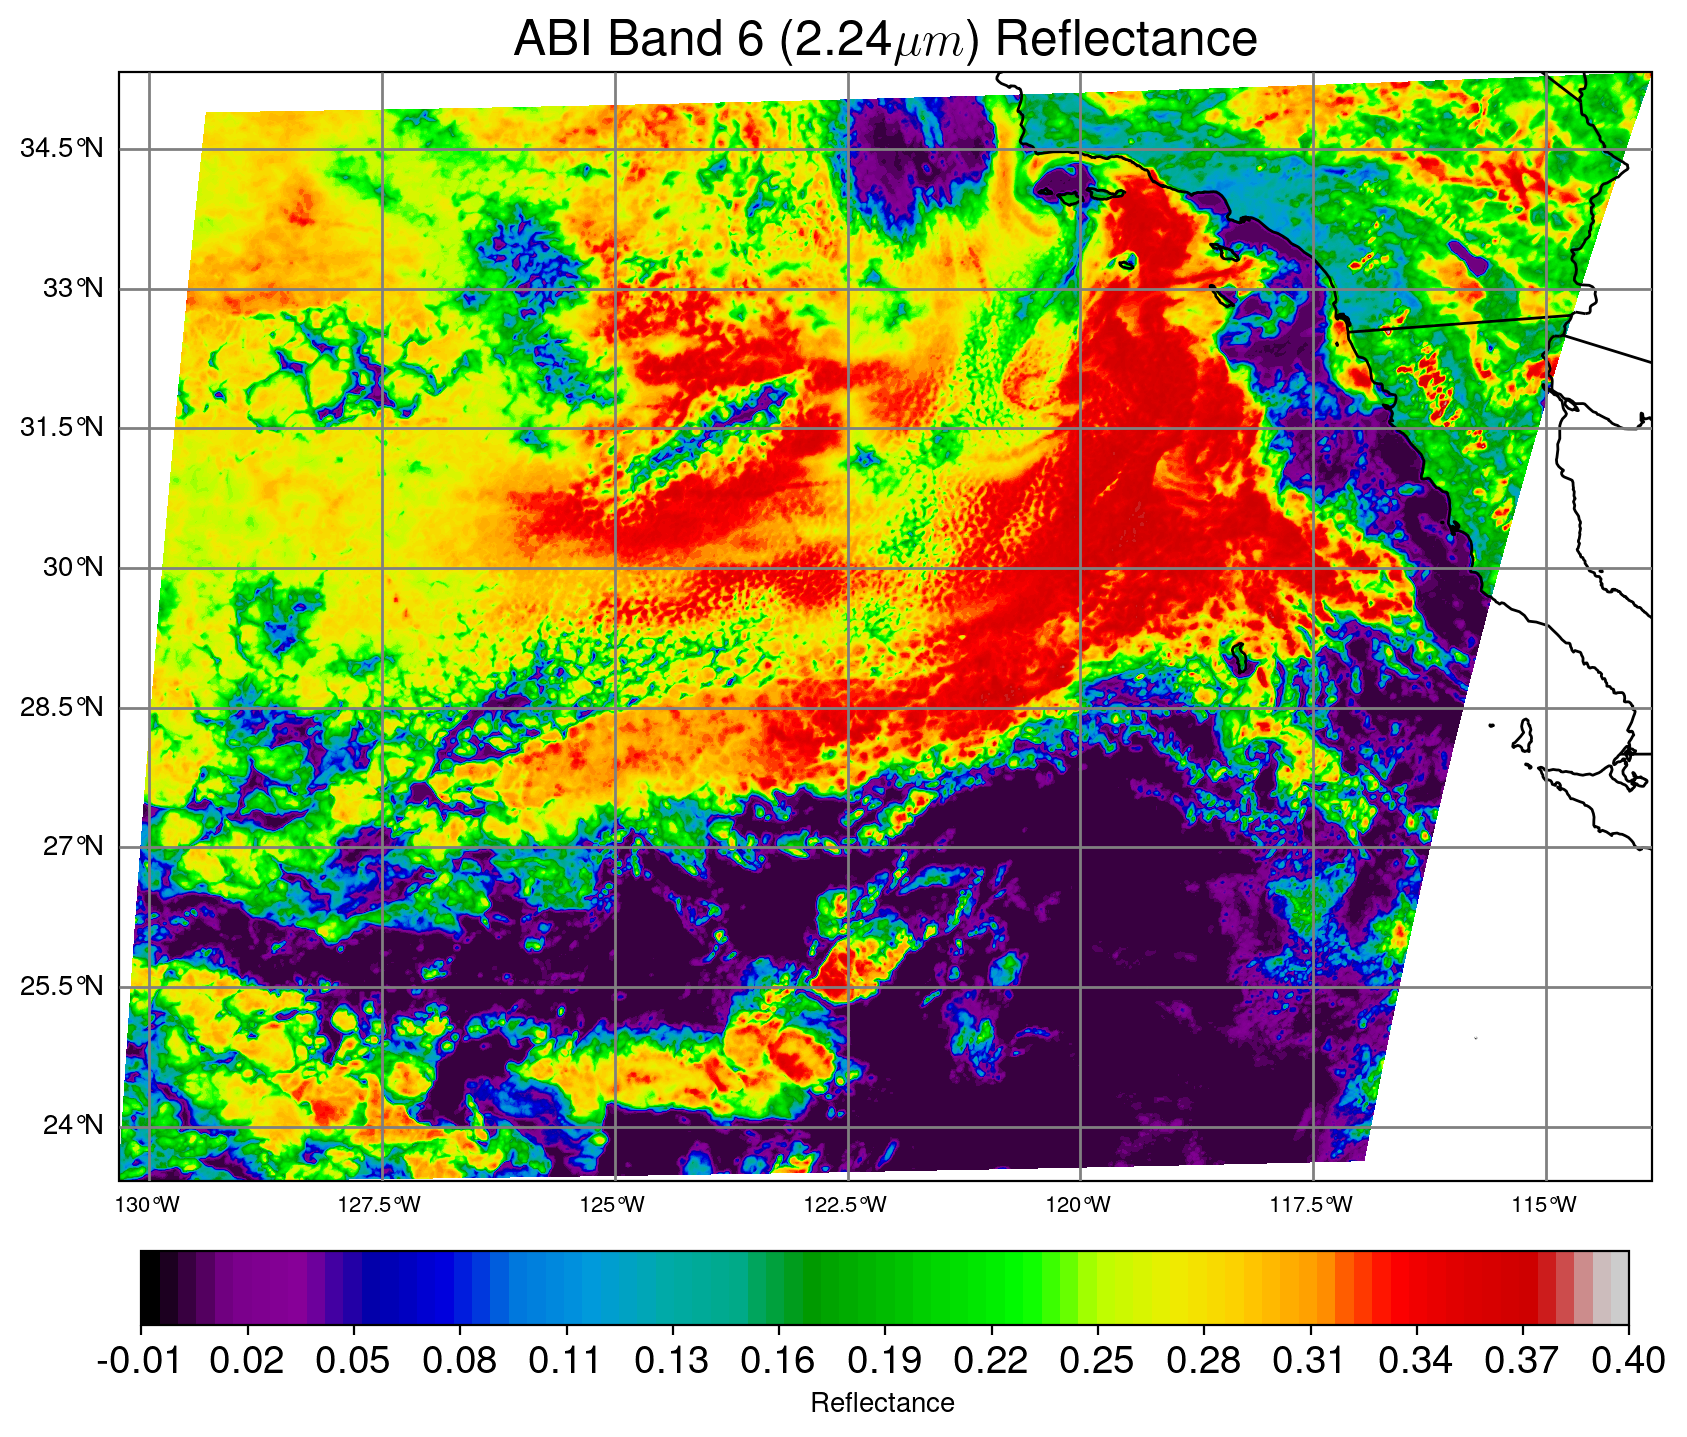 ABI Band 6 (2.24μm) Reflectance
34.5°N
33°N
31.5°N
30°N
28.5°N
27°N
25.5°N
24°N
130°W 127.5°W 125°W 122.5°W 120°W 117.5°W 115°W
-0.01 0.02 0.05 0.08 0.11 0.13 0.16 0.19 0.22 0.25 0.28 0.31 0.34 0.37 0.40
Reflectance